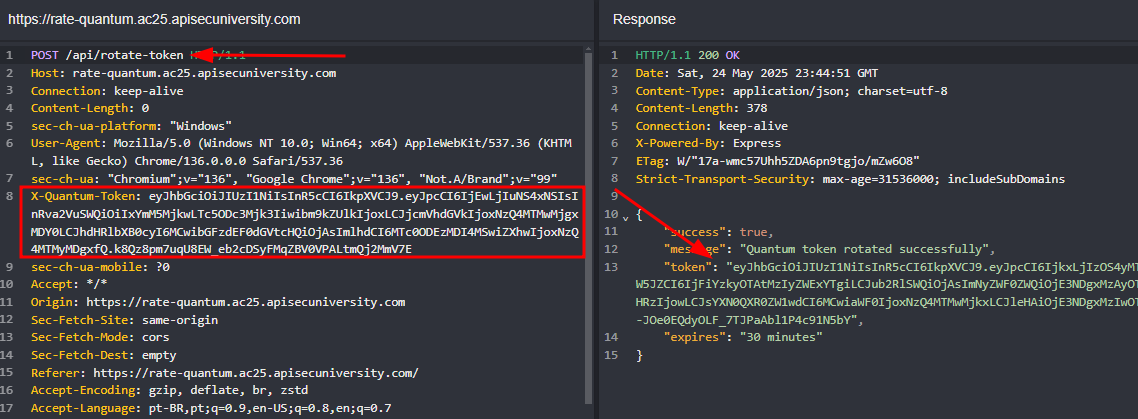 https://rate-quantum.ac25.apisecuniversity.com
Response
1 POST /api/rotate-token HTTP/1.1
2 Host: rate-quantum.ac25.apisecuniversity.com
3 Connection: keep-alive
4 Content-Length: 0
5 sec-ch-ua-platform: "Windows"
6 User-Agent: Mozilla/5.0 (Windows NT 10.0; Win64; x64) AppleWebKit/537.36 (KHTM
L, like Gecko) Chrome/136.0.0.0 Safari/537.36
7 sec-ch-ua: "Chromium";v="136", "Google Chrome";v="136", "Not.A/Brand";v="99"
8 X-Quantum-Token: eyJhbGciOiJIUzI1NiIsInR5cCI6IkpXVCJ9.eyJpcCI6IjEwLjIuNS4xNSIsI
nRva2VuSWQiOiIxYmM5MjkwLTc5ODc3Mjk3Iiwibm9kZUlkIjoxLCJjcmVhdGVkIjoxNzQ4MTMwMjgx
MDY0LCJhdHRlbXB0cyI6MCwibGFzdEF0dGVtcHQiOjAsImlhdCI6MTc0ODEzMDI4MSwiZXhwIjoxNzQ
4MTMyMDgxfQ.k8Qz8pm7uqU8EW_eb2cDSyFMqZBV0VPALtmQj2MmV7E
9 sec-ch-ua-mobile: ?0
10 Accept: */*
11 Origin: https://rate-quantum.ac25.apisecuniversity.com
12 Sec-Fetch-Site: same-origin
13 Sec-Fetch-Mode: cors
14 Sec-Fetch-Dest: empty
15 Referer: https://rate-quantum.ac25.apisecuniversity.com/
16 Accept-Encoding: gzip, deflate, br, zstd
17 Accept-Language: pt-BR,pt;q=0.9,en-US;q=0.8,en;q=0.7
1 HTTP/1.1 200 OK
2 Date: Sat, 24 May 2025 23:44:51 GMT
3 Content-Type: application/json; charset=utf-8
4 Content-Length: 378
5 Connection: keep-alive
6 X-Powered-By: Express
7 ETag: W/"17a-wmc57Uhh5ZDA6pn9tgjo/mZw6O8"
8 Strict-Transport-Security: max-age=31536000; includeSubDomains
9
10 {
11 "success": true,
12 "message": "Quantum token rotated successfully",
13 "token": "eyJhbGciOiJIUzI1NiIsInR5cCI6IkpXVCJ9.eyJpcCI6IjkxLjIzOS4yMT
W5JZCI6IjFiYzkyOTAtMzIyZWExYTgiLCJub2RlSWQiOjAsImNyZWF0ZWQiOjE3NDgxMzAyOT
HRzIjowLCJsYXN0QXR0ZW1wdCI6MCwiaWF0IjoxNzQ4MTMwMjkxLCJleHAiOjE3NDgxMzIwOT
-JOe0EQdyOLF_7TJPaAbl1P4c91N5bY",
14 "expires": "30 minutes"
15 }